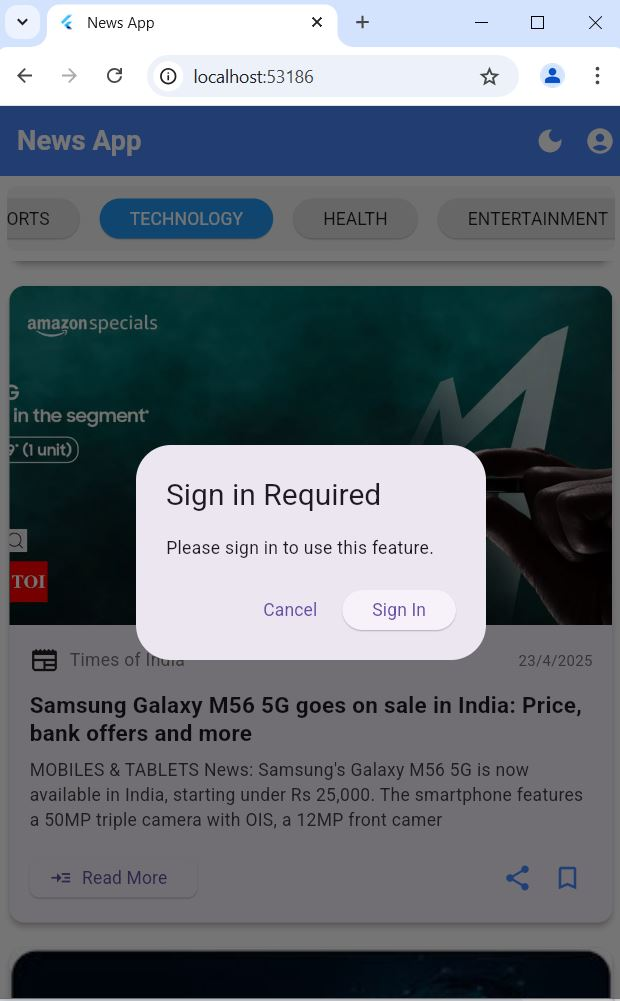 News App
localhost:53186
News App
ORTS
TECHNOLOGY
HEALTH
ENTERTAINMENT
amazonspecials
G
in the segment*
(1 unit)
TOI
Sign in Required
Please sign in to use this feature.
Cancel
Sign In
Times of India
23/4/2025
Samsung Galaxy M56 5G goes on sale in India: Price,
bank offers and more
MOBILES & TABLETS News: Samsung's Galaxy M56 5G is now
available in India, starting under Rs 25,000. The smartphone features
a 50MP triple camera with OIS, a 12MP front camer
Read More